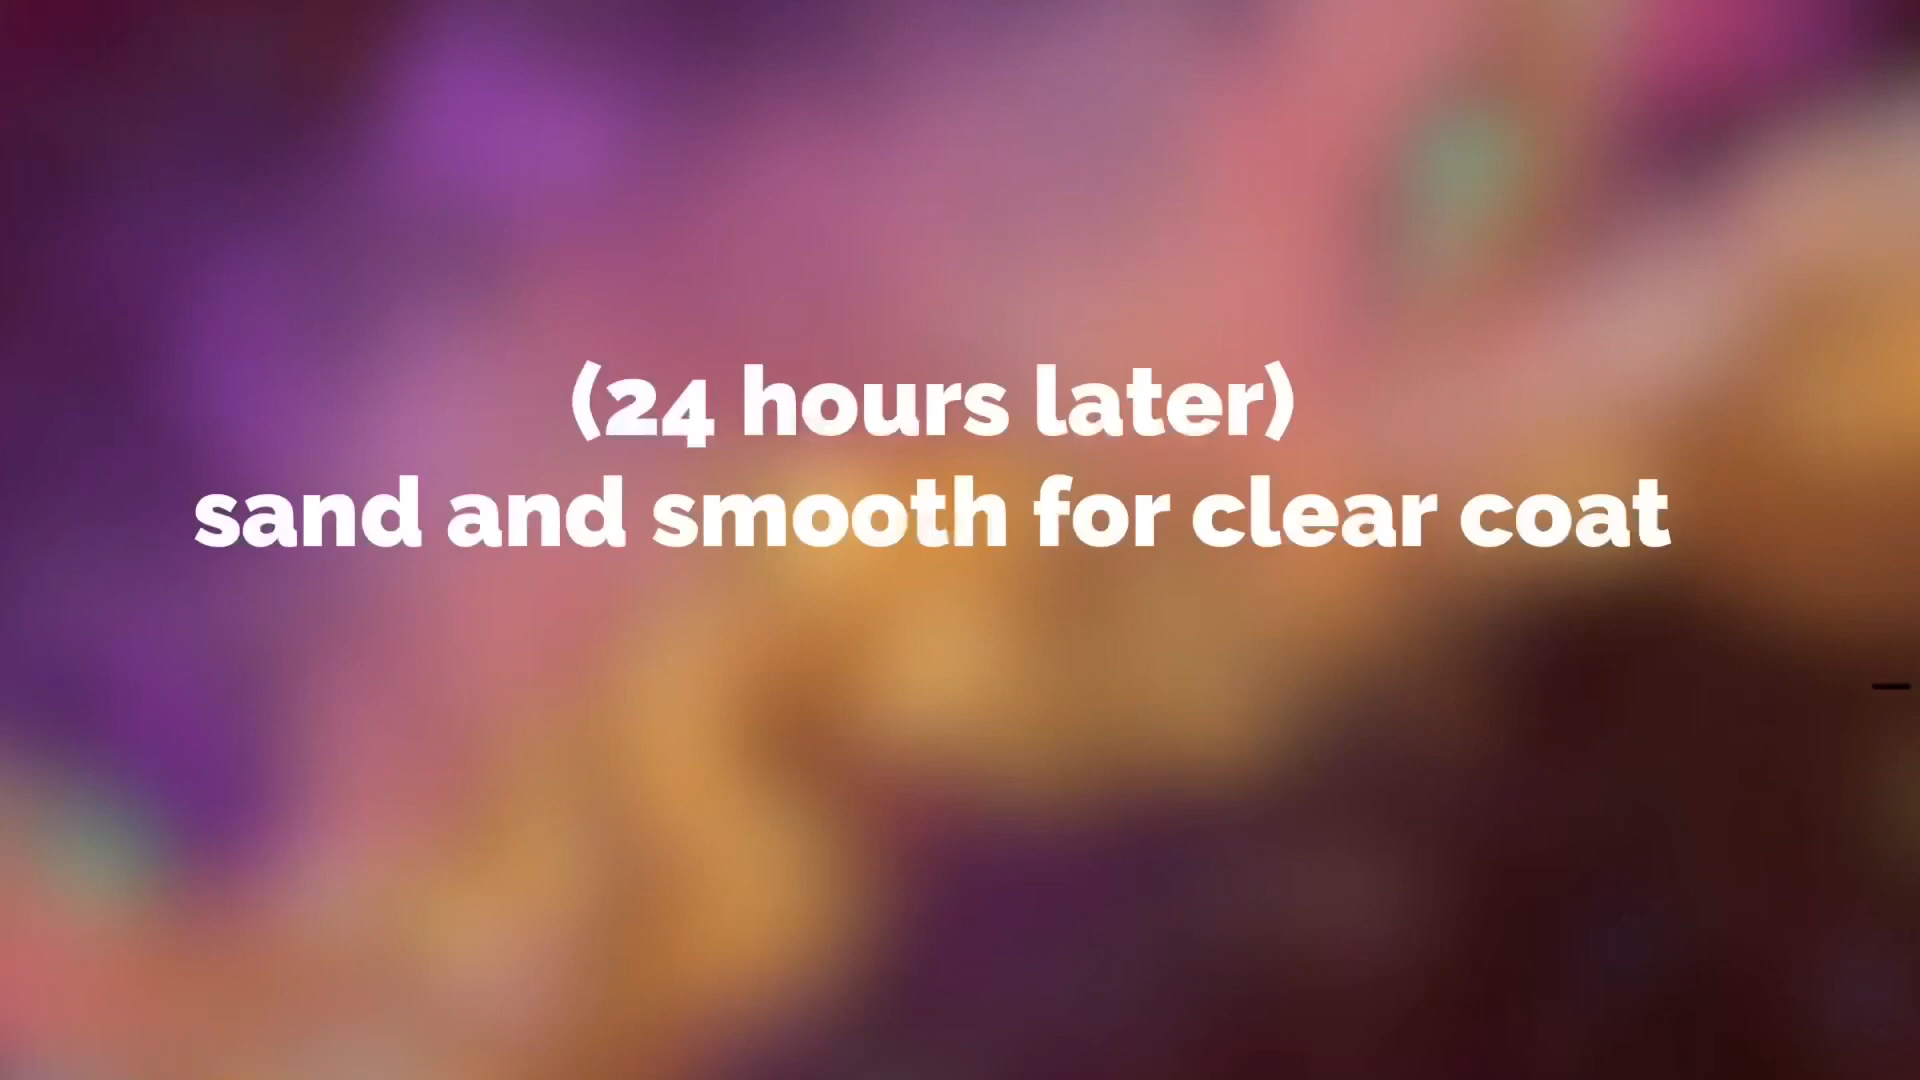 (24 hours later)
sand and smooth for clear coat